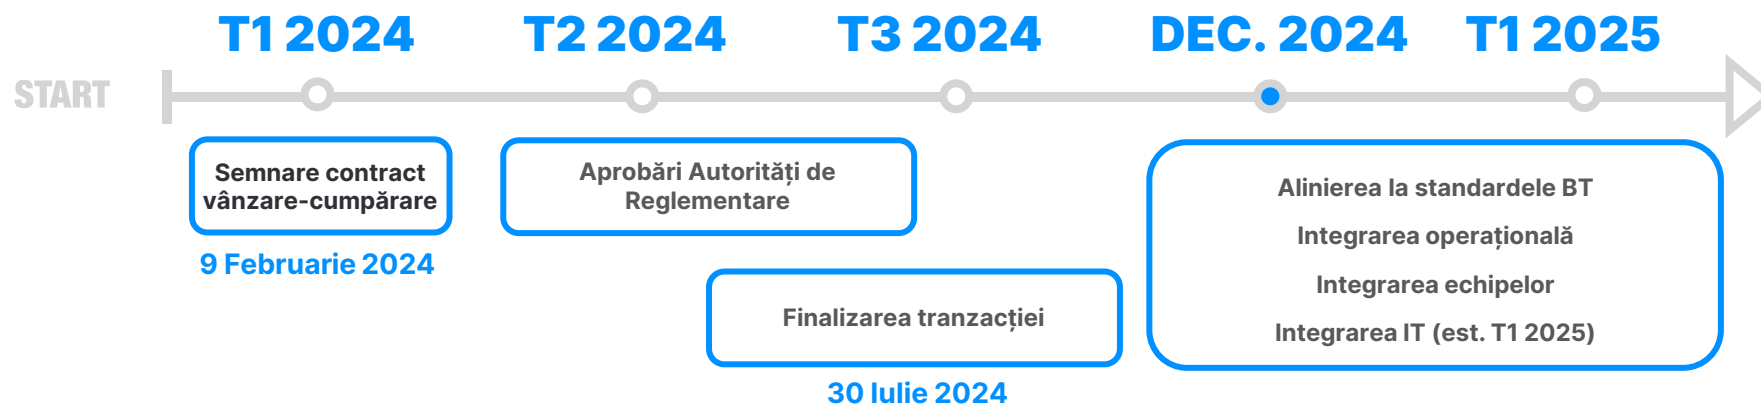 T1 2024
T2 2024
T3 2024
DEC. 2024
T1 2025
START
Semnare contract
vânzare-cumpărare
9 Februarie 2024
Aprobări Autorități de
Reglementare
Finalizarea tranzacției
30 Iulie 2024
Alinierea la standardele BT
Integrarea operațională
Integrarea echipelor
Integrarea IT (est. T1 2025)